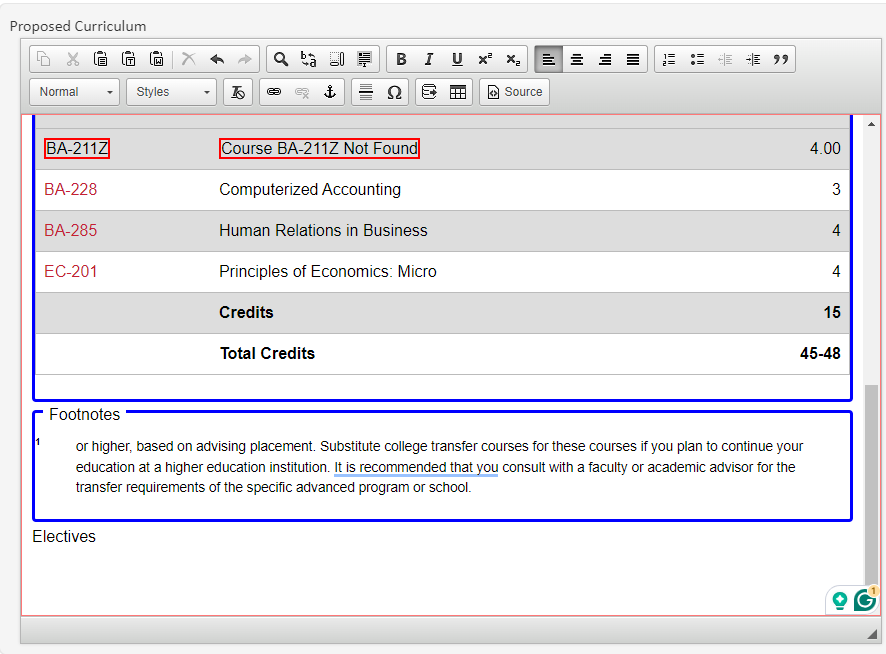 Proposed Curriculum
B I U x² x₂
Normal Styles Ω Source
BA-211Z Course BA-211Z Not Found 4.00
BA-228 Computerized Accounting 3
BA-285 Human Relations in Business 4
EC-201 Principles of Economics: Micro 4
Credits 15
Total Credits 45-48
Footnotes
1 or higher, based on advising placement. Substitute college transfer courses for these courses if you plan to continue your
education at a higher education institution. It is recommended that you consult with a faculty or academic advisor for the
transfer requirements of the specific advanced program or school.
Electives
1